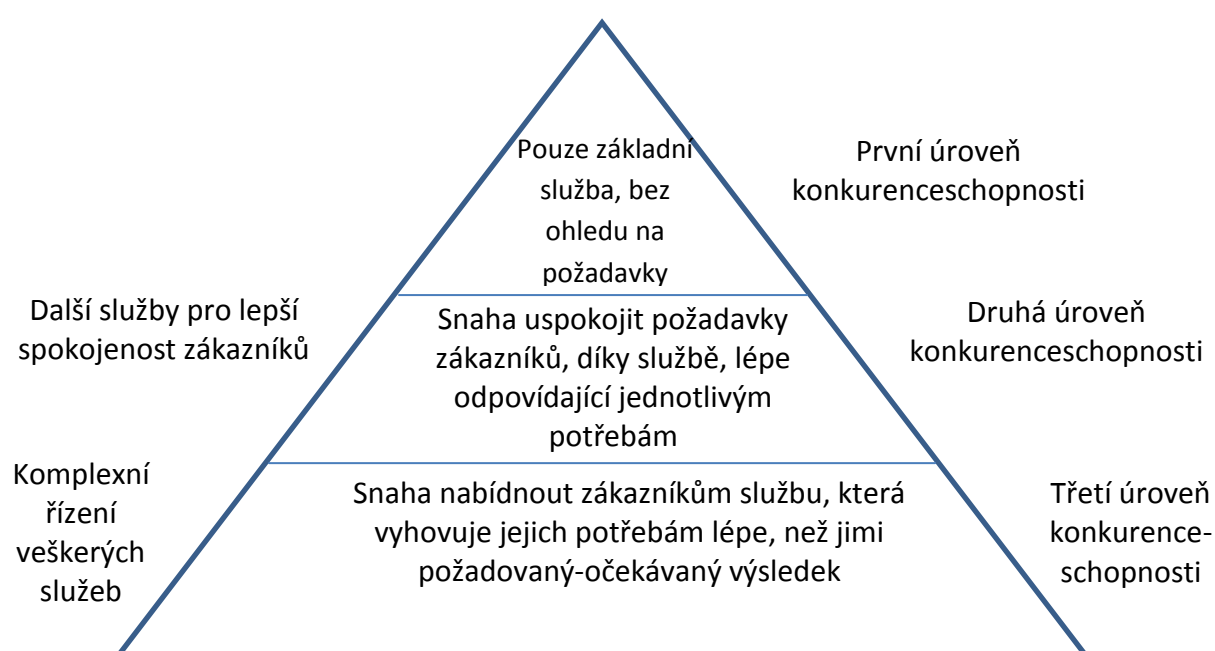 Pouze základní
služba, bez
ohledu na
požadavky
První úroveň
konkurenceschopnosti
Další služby pro lepší
spokojenost zákazníků
Snaha uspokojit požadavky
zákazníků, díky službě, lépe
odpovídající jednotlivým
potřebám
Druhá úroveň
konkurenceschopnosti
Komplexní
řízení
veškerých
služeb
Snaha nabídnout zákazníkům službu, která
vyhovuje jejich potřebám lépe, než jimi
požadovaný-očekávaný výsledek
Třetí úroveň
konkurence-
schopnosti